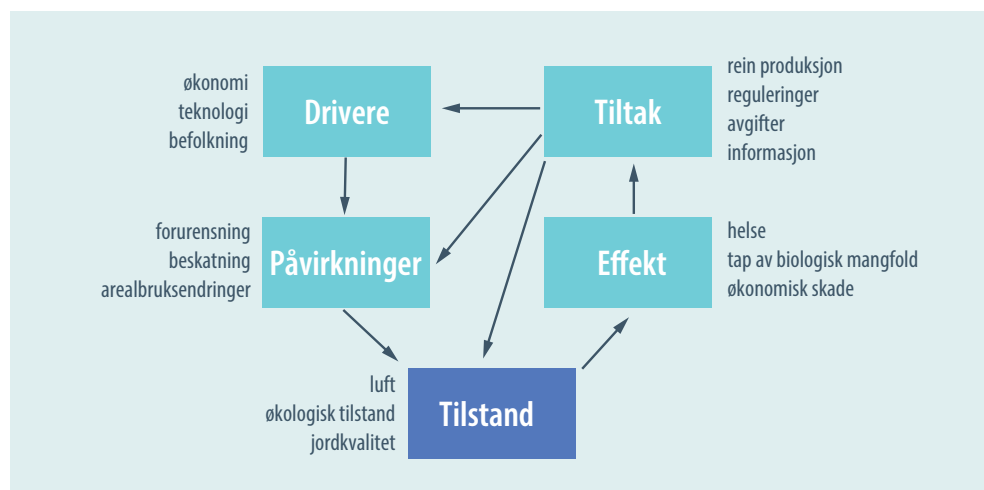 økonomi
teknologi
befolkning
Drivere
Tiltak
rein produksjon
reguleringer
avgifter
informasjon
forurensning
beskatning
arealbruksendringer
Påvirkninger
Effekt
helse
tap av biologisk mangfold
økonomisk skade
luft
økologisk tilstand
jordkvalitet
Tilstand